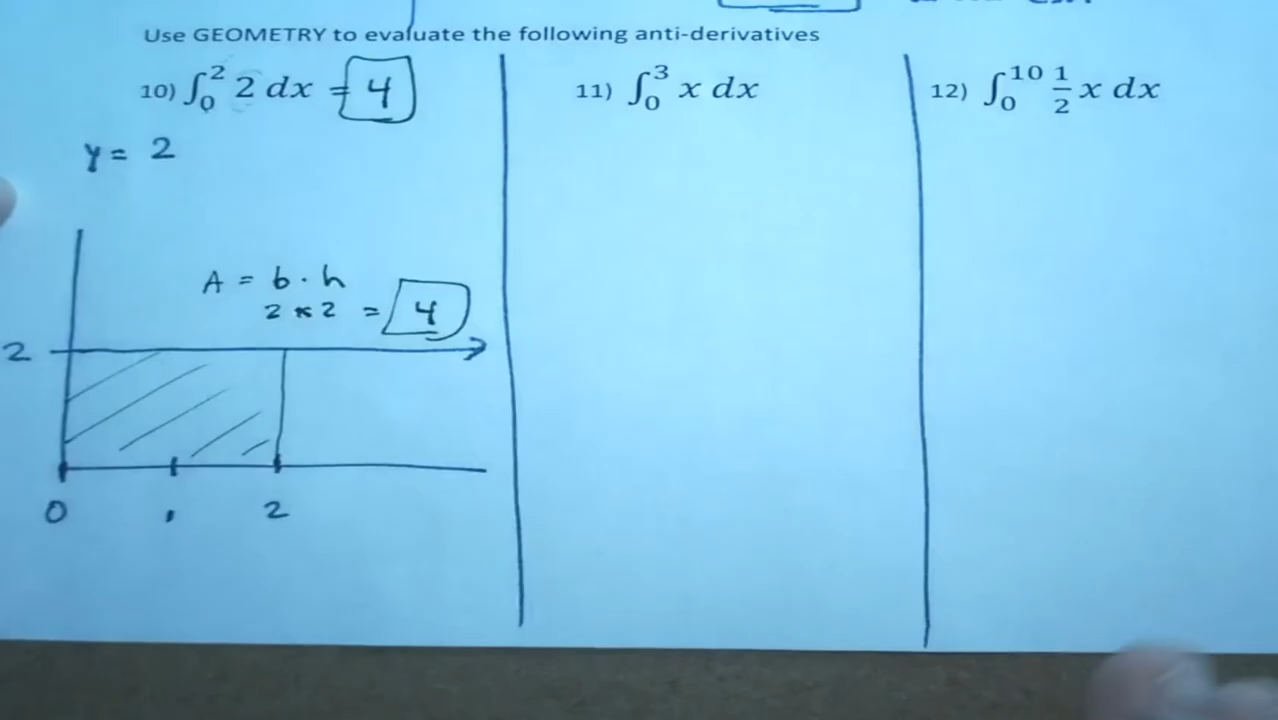 Use GEOMETRY to evaluate the following anti-derivatives
10) ∫₀² 2 dx = 4
y = 2
A = b · h
2 × 2 = 4
2
0 1 2
11) ∫₀³ x dx
12) ∫₀¹⁰ 1/2 x dx